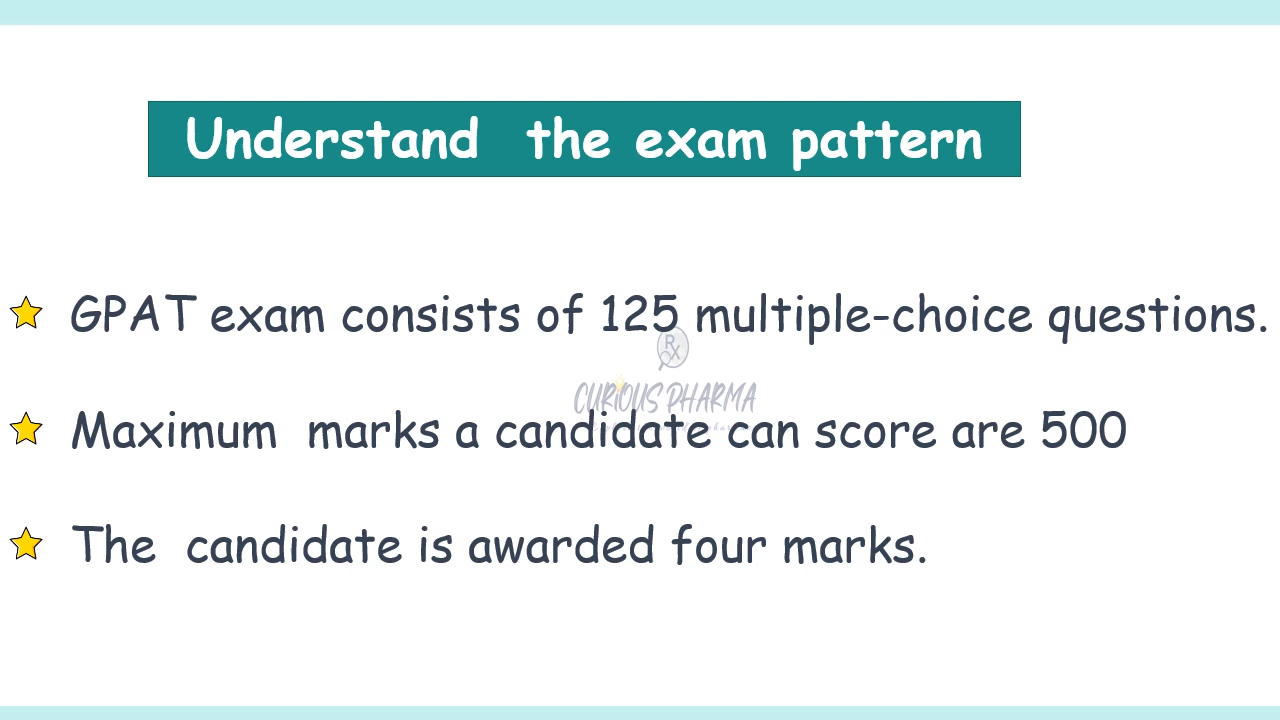 Understand the exam pattern
GPAT exam consists of 125 multiple-choice questions.
RX
CURIOUS PHARMA
Maximum marks a candidate can score are 500
The candidate is awarded four marks.